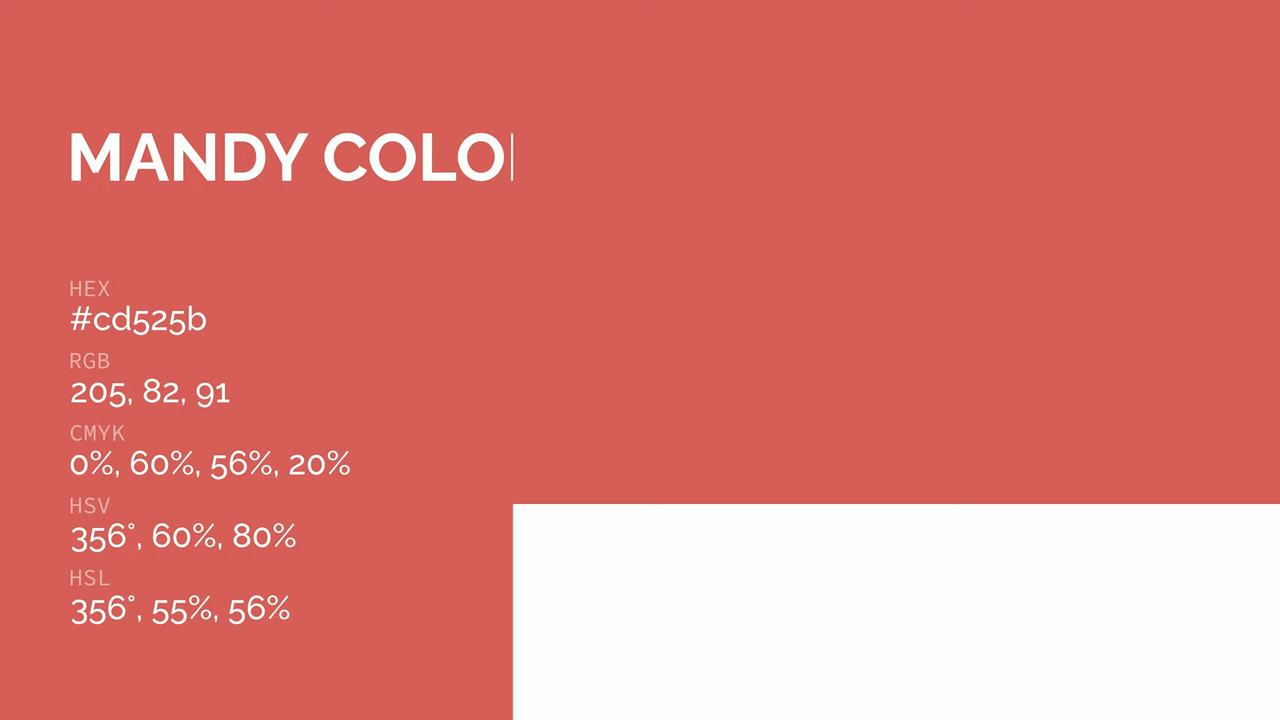 MANDY COLO
HEX
#cd525b
RGB
205, 82, 91
CMYK
0%, 60%, 56%, 20%
HSV
356°, 60%, 80%
HSL
356°, 55%, 56%